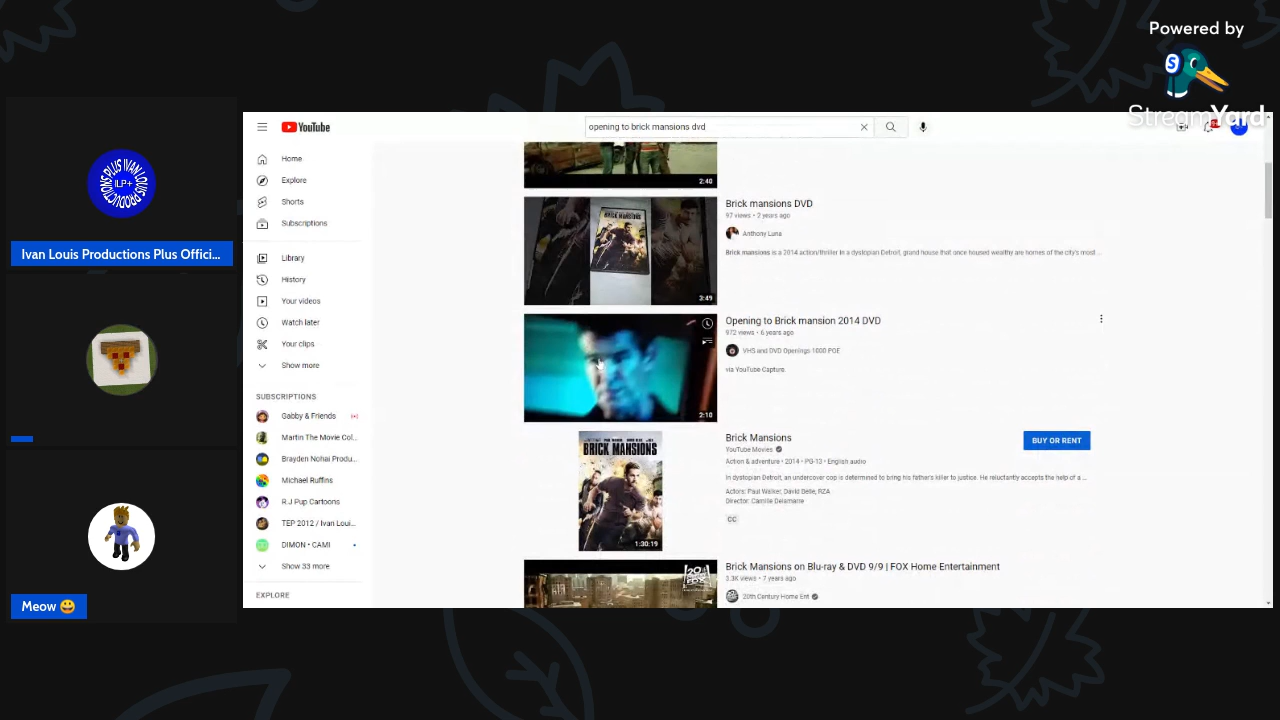 Powered by
StreamYard
PLUS IVAN LOUIS PRODUCTIONS
ILP+
Ivan Louis Productions Plus Offici...
Meow 😃
YouTube
opening to brick mansions dvd
Home
Explore
Shorts
Subscriptions
Library
History
Your videos
Watch later
Your clips
Show more
SUBSCRIPTIONS
Gabby & Friends
Martin The Movie Col...
Brayden Nohai Produ...
Michael Ruffins
R.J Pup Cartoons
TEP 2012 / Ivan Loui...
DIMON • CAMI
Show 33 more
EXPLORE
2:40
BRICK MANSIONS
3:49
Brick mansions DVD
97 views • 2 years ago
Anthony Luna
Brick mansions is a 2014 action/thriller In a dystopian Detroit, grand house that once housed wealthy are homes of the city's most ...
2:10
Opening to Brick mansion 2014 DVD
972 views • 6 years ago
VHS and DVD Openings 1000 POE
via YouTube Capture.
BRICK MANSIONS
1:30:19
Brick Mansions
YouTube Movies
Action & adventure • 2014 • PG-13 • English audio
In dystopian Detroit, an undercover cop is determined to bring his father's killer to justice. He reluctantly accepts the help of a ...
Actors: Paul Walker, David Belle, RZA
Director: Camille Delamarre
CC
BUY OR RENT
20th
Brick Mansions on Blu-ray & DVD 9/9 | FOX Home Entertainment
3.3K views • 7 years ago
20th Century Home Ent